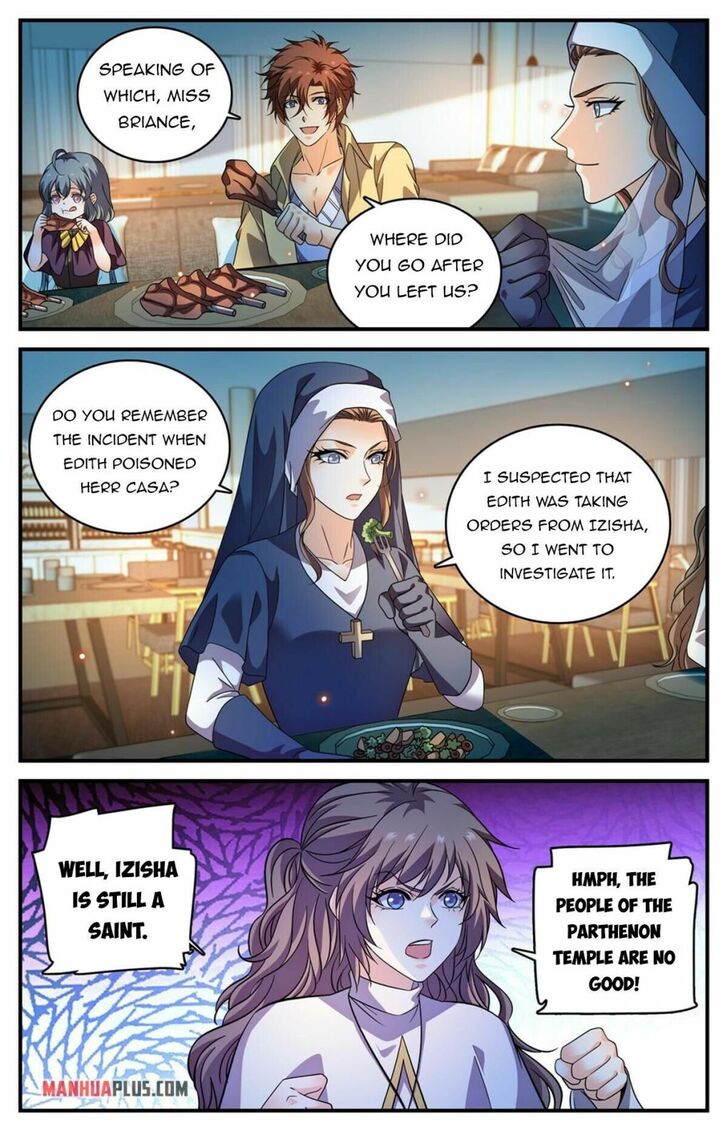 SPEAKING OF
WHICH, MISS
BRIANCE,
WHERE DID
YOU GO AFTER
YOU LEFT US?
DO YOU REMEMBER
THE INCIDENT WHEN
EDITH POISONED
HERR CASA?
I SUSPECTED THAT
EDITH WAS TAKING
ORDERS FROM IZISHA,
SO I WENT TO
INVESTIGATE IT.
WELL, IZISHA
IS STILL A
SAINT.
HMPH, THE
PEOPLE OF THE
PARTHENON
TEMPLE ARE NO
GOOD!
MANHUAPLUS.COM